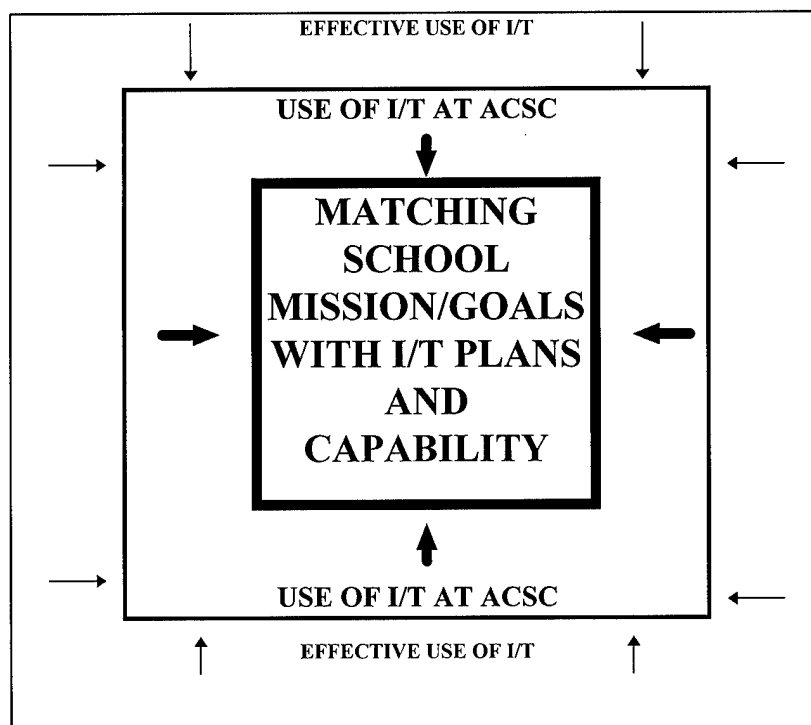 EFFECTIVE USE OF I/T
USE OF I/T AT ACSC
MATCHING
SCHOOL
MISSION/GOALS
WITH I/T PLANS
AND
CAPABILITY
USE OF I/T AT ACSC
EFFECTIVE USE OF I/T